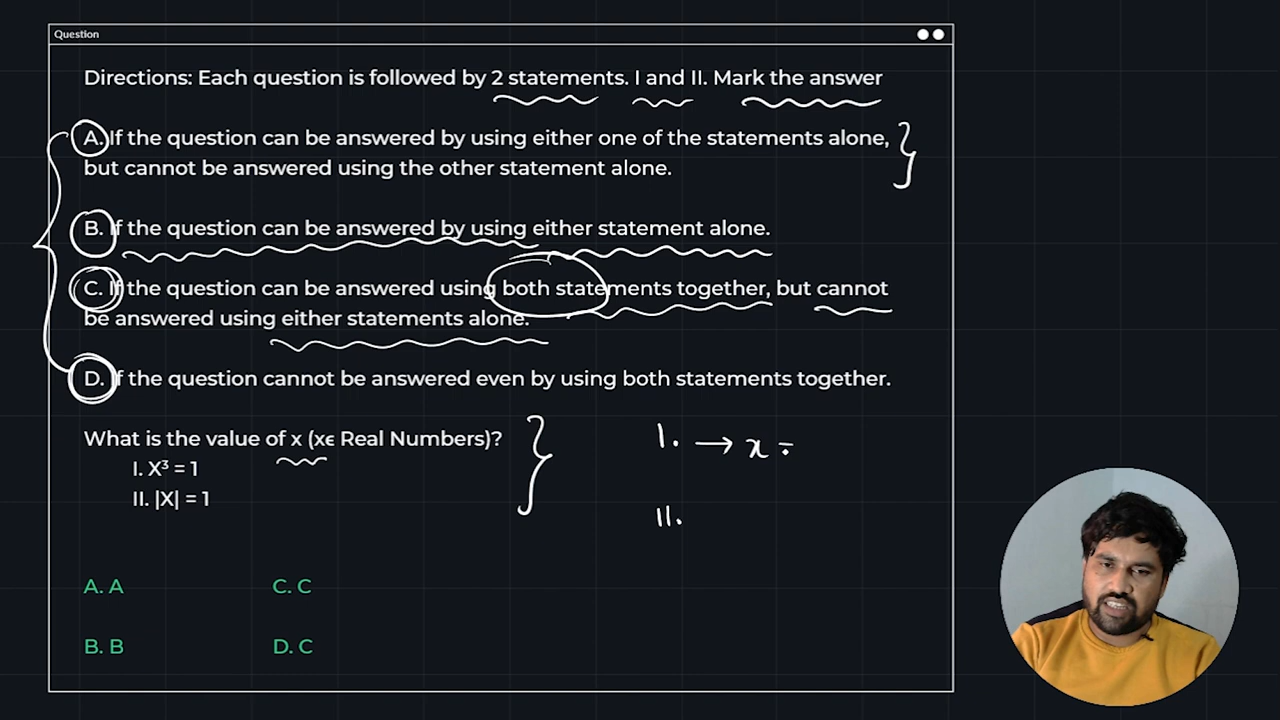 Question
Directions: Each question is followed by 2 statements. I and II. Mark the answer
A. If the question can be answered by using either one of the statements alone,
but cannot be answered using the other statement alone.
B. If the question can be answered by using either statement alone.
C. If the question can be answered using both statements together, but cannot
be answered using either statements alone.
D. If the question cannot be answered even by using both statements together.
What is the value of x (xϵ Real Numbers)?
I. X³ = 1
II. |X| = 1
I. → x =
II.
A. A C. C
B. B D. C